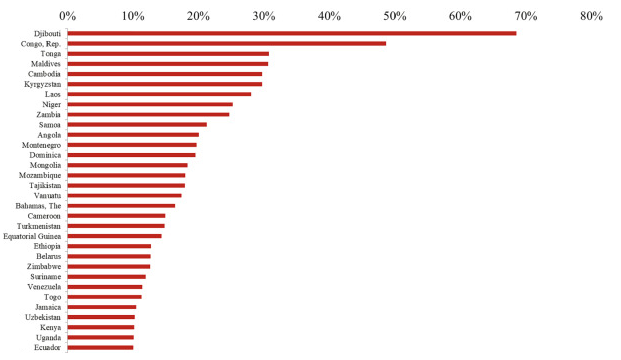 0% 10% 20% 30% 40% 50% 60% 70% 80%
Djibouti
Congo, Rep.
Tonga
Maldives
Cambodia
Kyrgyzstan
Laos
Niger
Zambia
Samoa
Angola
Montenegro
Dominica
Mongolia
Mozambique
Tajikistan
Vanuatu
Bahamas, The
Cameroon
Turkmenistan
Equatorial Guinea
Ethiopia
Belarus
Zimbabwe
Suriname
Venezuela
Togo
Jamaica
Uzbekistan
Kenya
Uganda
Ecuador